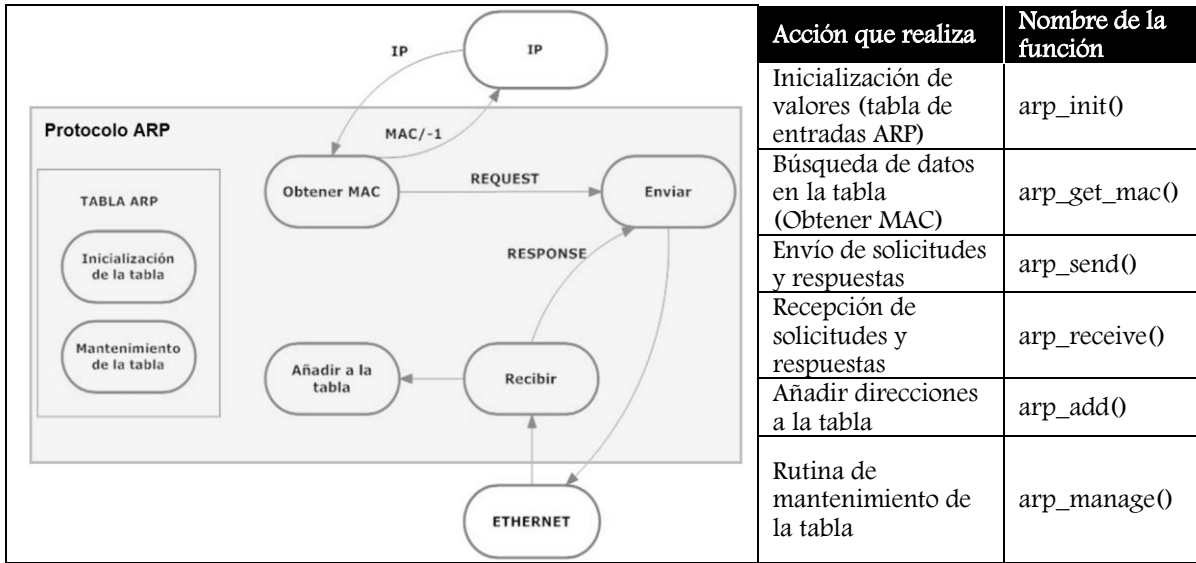 IP
IP
Protocolo ARP
MAC/-1
Obtener MAC
REQUEST
Enviar
TABLA ARP
RESPONSE
Inicialización
de la tabla
Mantenimiento
de la tabla
Añadir a la
tabla
Recibir
ETHERNET
Acción que realiza
Nombre de la
función
Inicialización de
valores (tabla de
entradas ARP)
arp_init()
Búsqueda de datos
en la tabla
(Obtener MAC)
arp_get_mac()
Envío de solicitudes
y respuestas
arp_send()
Recepción de
solicitudes y
respuestas
arp_receive()
Añadir direcciones
a la tabla
arp_add()
Rutina de
mantenimiento de
la tabla
arp_manage()